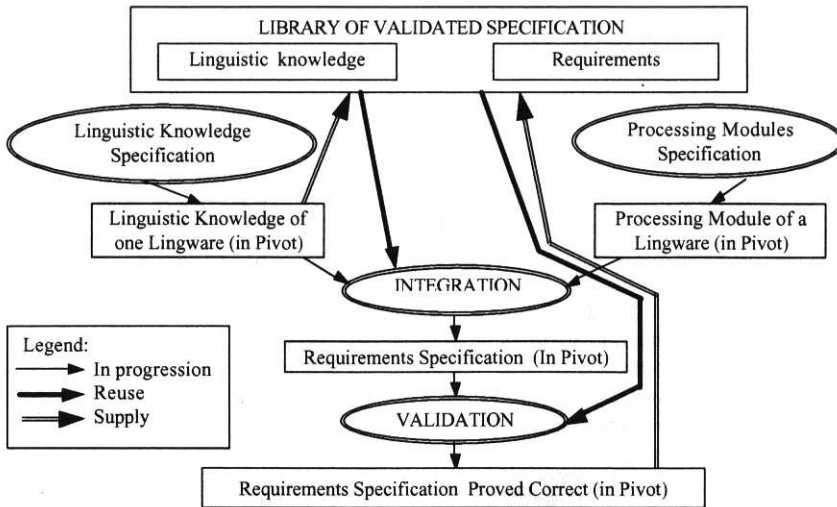 LIBRARY OF VALIDATED SPECIFICATION
Linguistic knowledge
Requirements
Linguistic Knowledge
Specification
Processing Modules
Specification
Linguistic Knowledge of
one Lingware (in Pivot)
Processing Module of a
Lingware (in Pivot)
INTEGRATION
Requirements Specification (In Pivot)
VALIDATION
Requirements Specification Proved Correct (in Pivot)
Legend:
In progression
Reuse
Supply